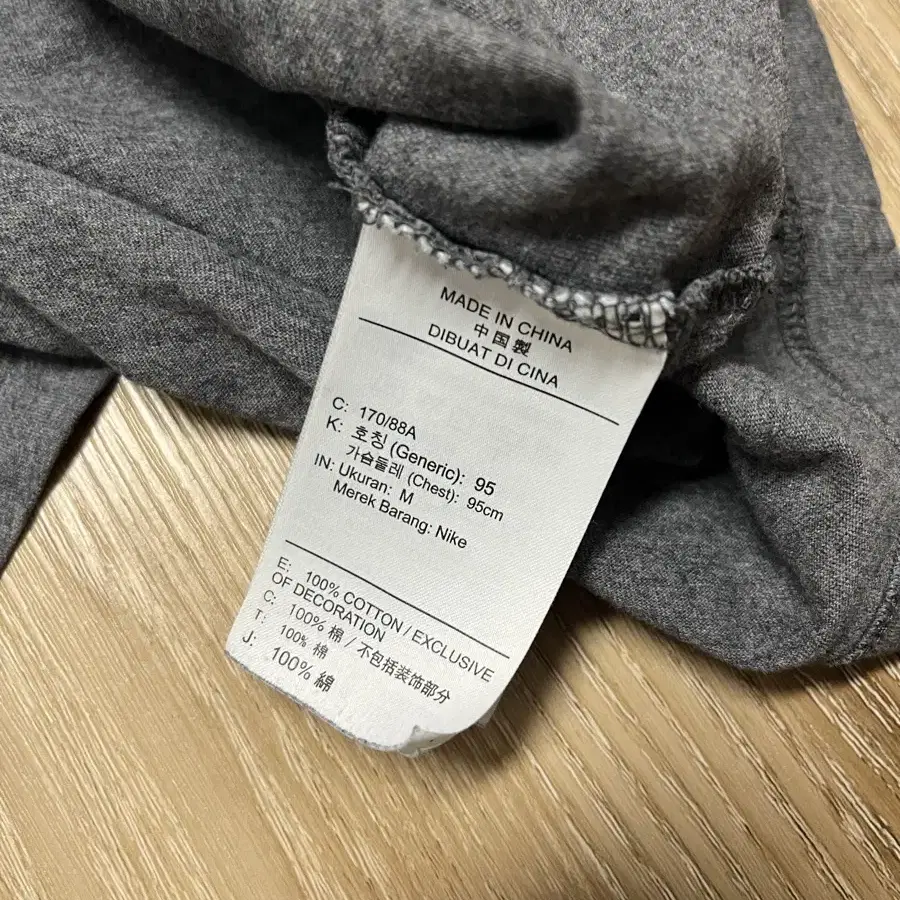 MADE IN CHINA
中国製
DIBUAT DI CINA
C: 170/88A
K: 호칭 (Generic): 95
가슴둘레 (Chest): 95cm
IN: Ukuran: M
Merek Barang: Nike
E: 100% COTTON / EXCLUSIVE
OF DECORATION
C: 100% 棉 / 不包括装饰部分
T: 100% 棉
J: 100% 綿